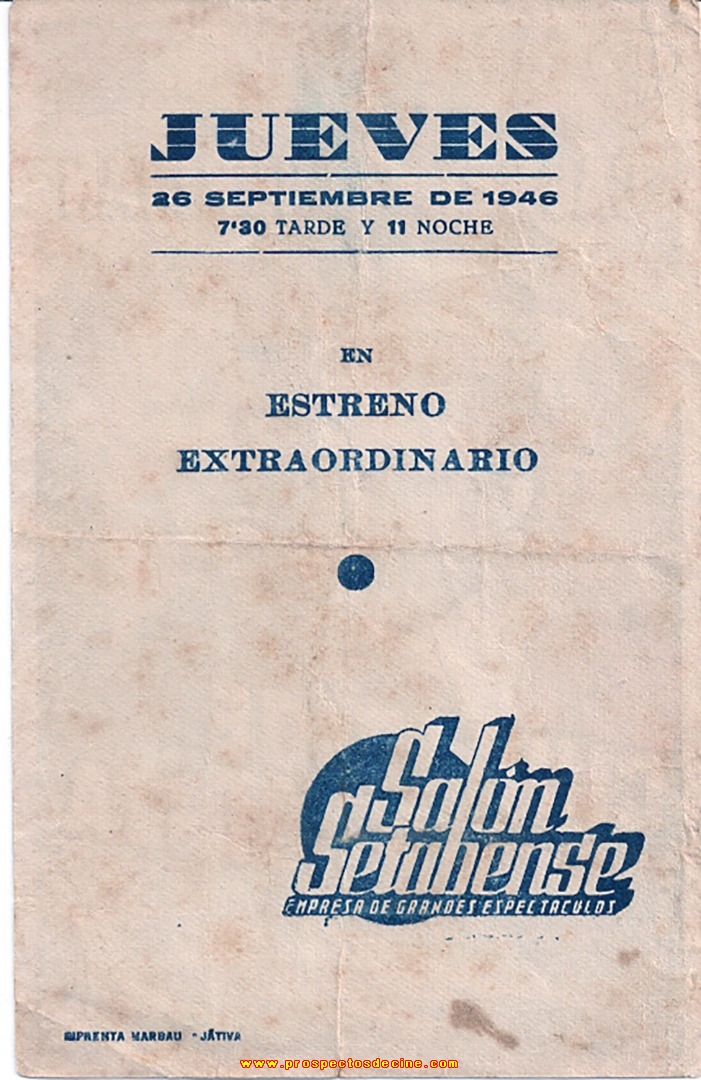 JUEVES
26 SEPTIEMBRE DE 1946
7'30 TARDE Y 11 NOCHE
EN
ESTRENO
EXTRAORDINARIO
Salón
Setabense
EMPRESA DE GRANDES ESPECTACULOS
IMPRENTA MARBAU - JÁTIVA
www.prospectosdecine.com